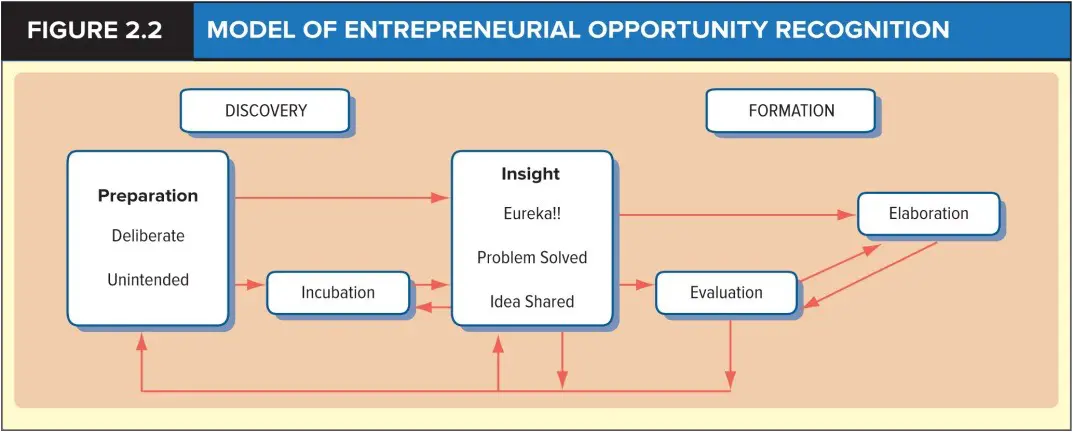 FIGURE 2.2
MODEL OF ENTREPRENEURIAL OPPORTUNITY RECOGNITION
DISCOVERY
FORMATION
Preparation
Deliberate
Unintended
Incubation
Insight
Eureka!!
Problem Solved
Idea Shared
Evaluation
Elaboration